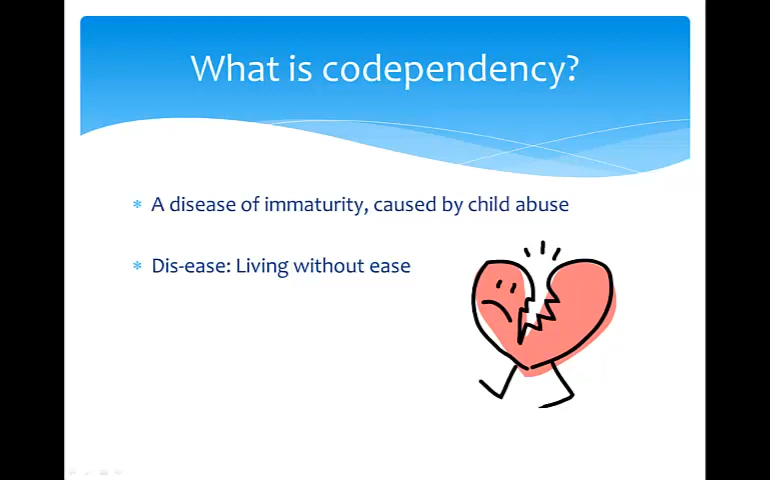 What is codependency?
A disease of immaturity, caused by child abuse
Dis-ease: Living without ease